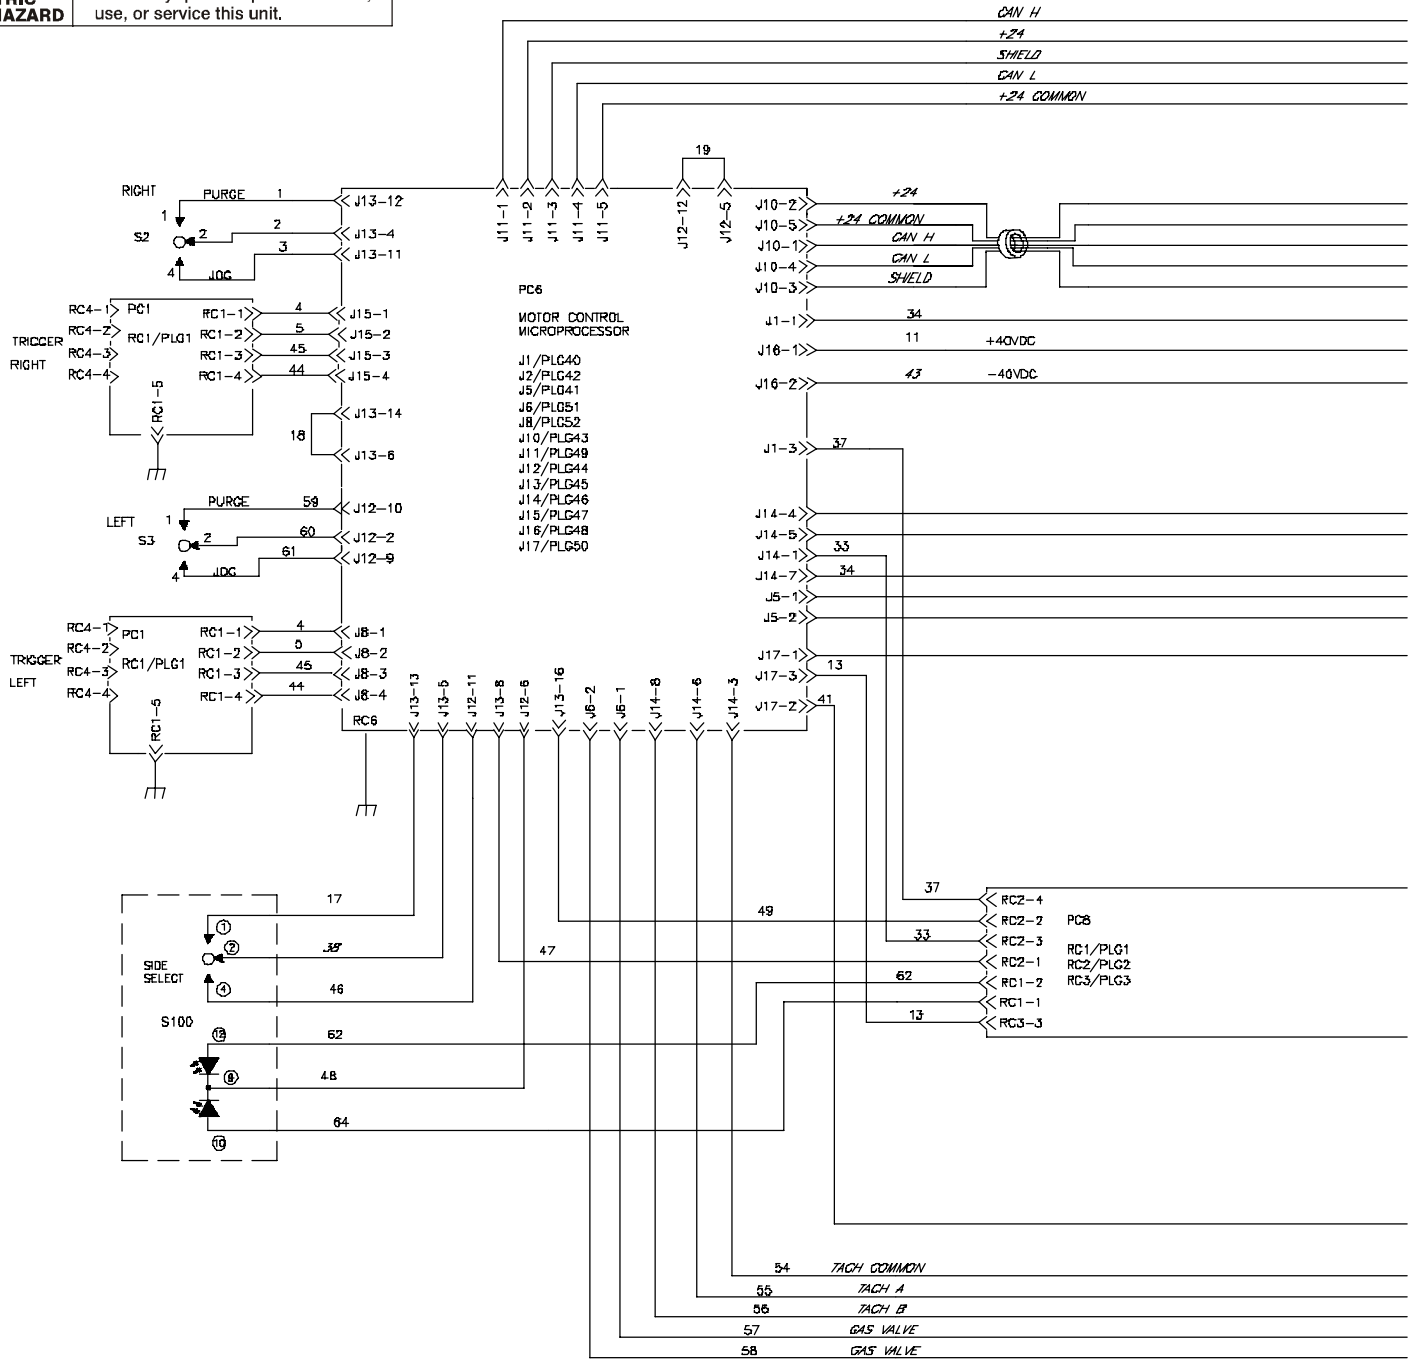 HAZARD
use, or service this unit.
CAN H
+24
SHIELD
CAN L
+24 COMMON
19
RIGHT
PURGE
1
J13-12
1
S2
2
2
J13-4
3
J13-11
4
JOG
J11-1
J11-2
J11-3
J11-4
J11-5
J12-12
J12-5
J10-2
+24
J10-5
+24 COMMON
J10-1
CAN H
J10-4
CAN L
J10-3
SHIELD
J1-1
34
J16-1
11
+40VDC
J16-2
43
-40VDC
PC6
MOTOR CONTROL
MICROPROCESSOR
J1/PLG40
J2/PLG42
J5/PLG41
J6/PLG51
J8/PLG52
J10/PLG43
J11/PLG49
J12/PLG44
J13/PLG45
J14/PLG46
J15/PLG47
J16/PLG48
J17/PLG50
TRIGGER
RIGHT
RC4-1
RC4-2
RC4-3
RC4-4
PC1
RC1/PLG1
RC1-1
4
J15-1
RC1-2
5
J15-2
RC1-3
45
J15-3
RC1-4
44
J15-4
RC1-5
J13-14
18
J13-6
LEFT
PURGE
59
J12-10
1
S3
2
60
J12-2
61
J12-9
4
JOG
J1-3
37
J14-4
J14-5
J14-1
33
J14-7
34
J5-1
J5-2
J17-1
J17-3
13
J17-2
41
TRIGGER
LEFT
RC4-1
RC4-2
RC4-3
RC4-4
PC1
RC1/PLG1
RC1-1
4
J8-1
RC1-2
J8-2
RC1-3
45
J8-3
RC1-4
44
J8-4
RC1-5
RC6
J13-13
J13-5
J12-11
J13-8
J12-6
J13-16
J6-2
J6-1
J14-8
J14-6
J14-3
SIDE
SELECT
S100
1
17
2
38
4
46
12
62
9
48
10
64
37
RC2-4
49
RC2-2
33
RC2-3
47
RC2-1
62
RC1-2
RC1-1
13
RC3-3
PC8
RC1/PLG1
RC2/PLG2
RC3/PLG3
54
TACH COMMON
55
TACH A
56
TACH B
57
GAS VALVE
58
GAS VALVE